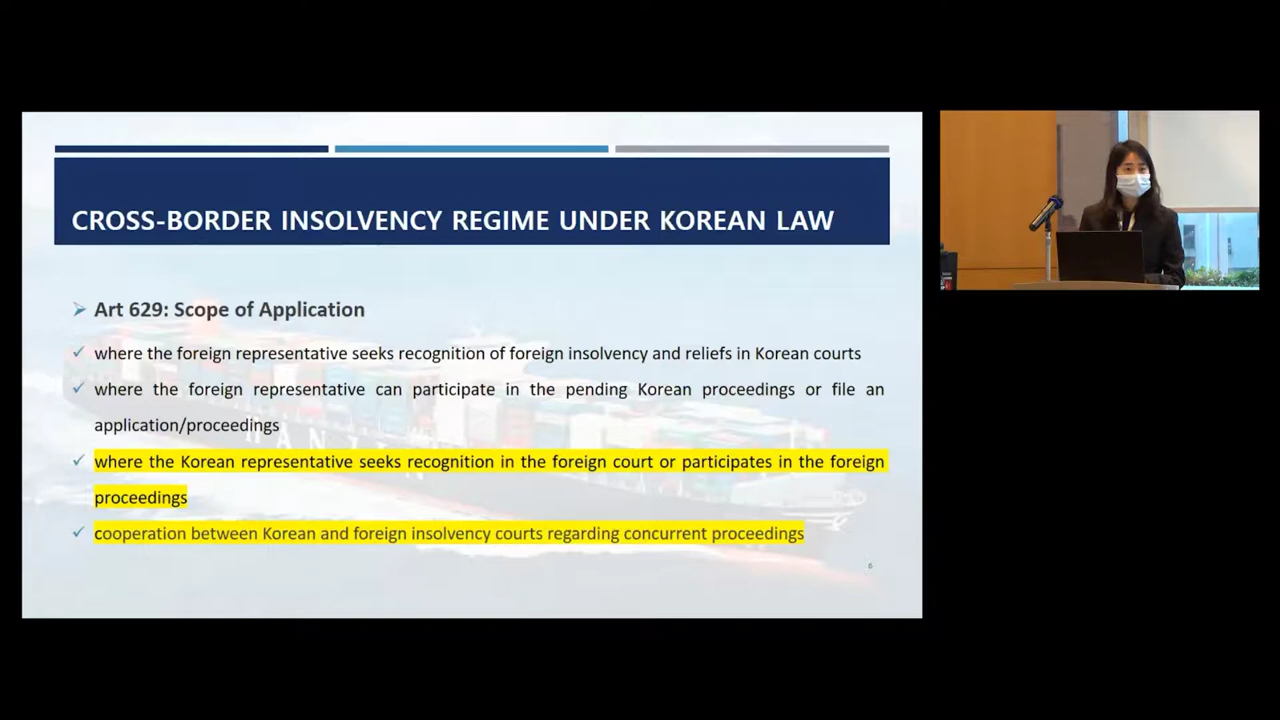 CROSS-BORDER INSOLVENCY REGIME UNDER KOREAN LAW
Art 629: Scope of Application
where the foreign representative seeks recognition of foreign insolvency and reliefs in Korean courts
where the foreign representative can participate in the pending Korean proceedings or file an
application/proceedings
where the Korean representative seeks recognition in the foreign court or participates in the foreign
proceedings
cooperation between Korean and foreign insolvency courts regarding concurrent proceedings
HANJIN
6